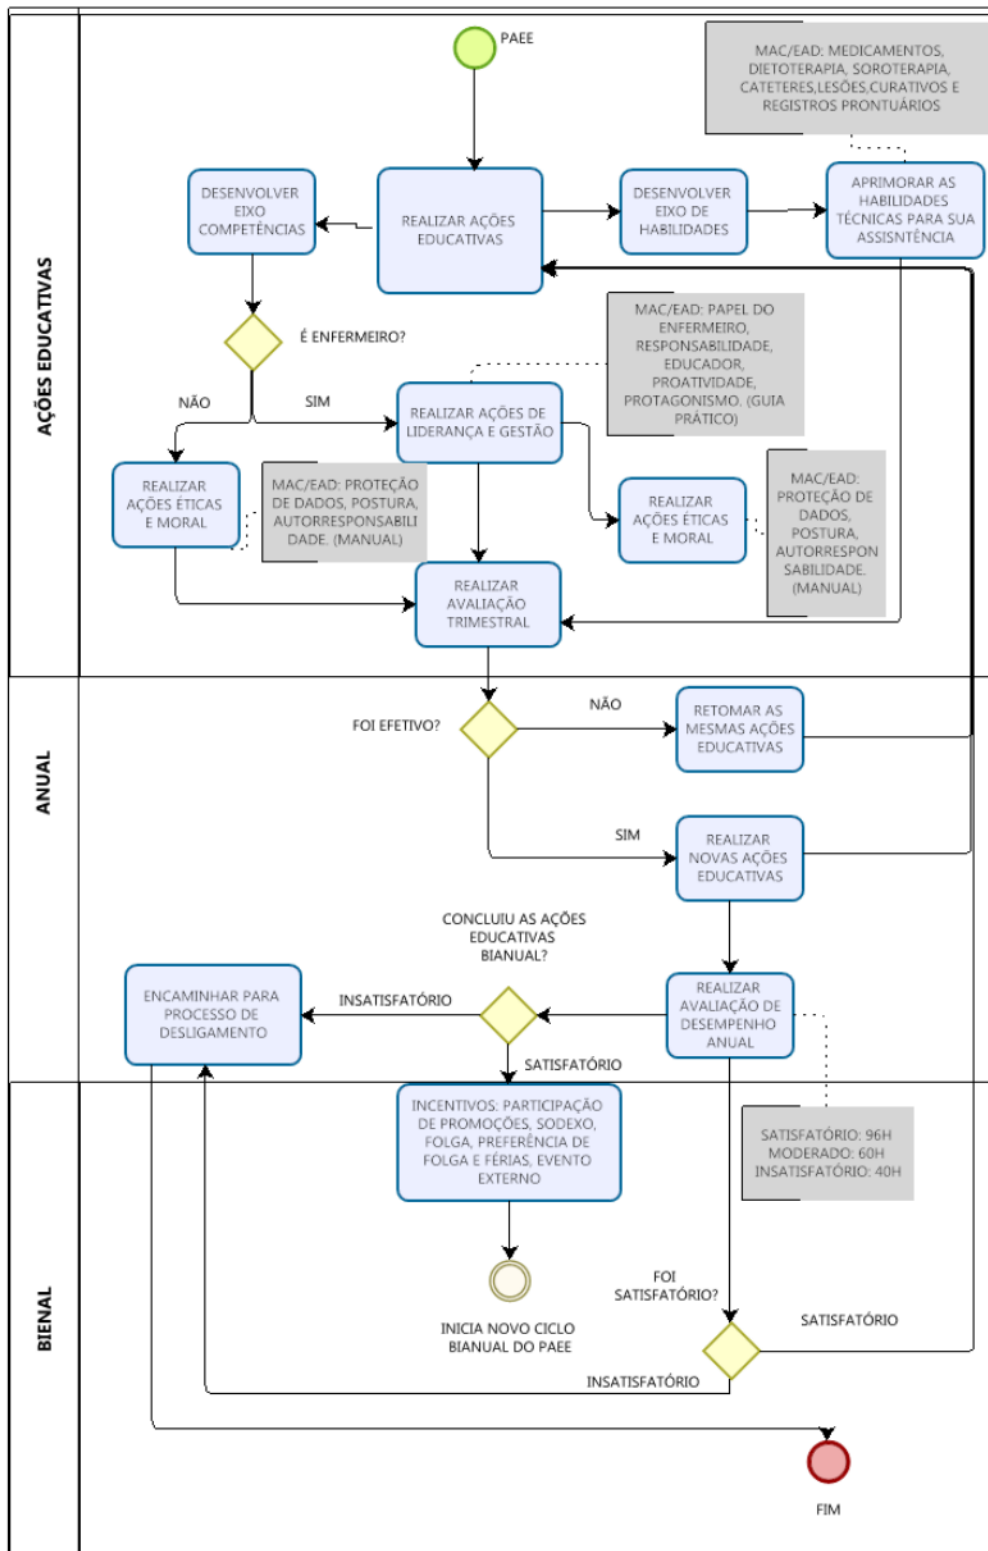 PAEE
MAC/EAD: MEDICAMENTOS,
DIETOTERAPIA, SOROTERAPIA,
CATETERES,LESÕES,CURATIVOS E
REGISTROS PRONTUÁRIOS
AÇÕES EDUCATIVAS
DESENVOLVER
EIXO
COMPETÊNCIAS
REALIZAR AÇÕES
EDUCATIVAS
DESENVOLVER
EIXO DE
HABILIDADES
APRIMORAR AS
HABILIDADES
TÉCNICAS PARA SUA
ASSISNTÊNCIA
É ENFERMEIRO?
MAC/EAD: PAPEL DO
ENFERMEIRO,
RESPONSABILIDADE,
EDUCADOR,
PROATIVIDADE,
PROTAGONISMO. (GUIA
PRÁTICO)
NÃO
SIM
REALIZAR AÇÕES DE
LIDERANÇA E GESTÃO
REALIZAR
AÇÕES ÉTICAS
E MORAL
MAC/EAD: PROTEÇÃO
DE DADOS, POSTURA,
AUTORRESPONSABILI
DADE. (MANUAL)
REALIZAR
AÇÕES ÉTICAS
E MORAL
MAC/EAD:
PROTEÇÃO DE
DADOS,
POSTURA,
AUTORRESPON
SABILIDADE.
(MANUAL)
REALIZAR
AVALIAÇÃO
TRIMESTRAL
ANUAL
FOI EFETIVO?
NÃO
RETOMAR AS
MESMAS AÇÕES
EDUCATIVAS
SIM
REALIZAR
NOVAS AÇÕES
EDUCATIVAS
CONCLUIU AS AÇÕES
EDUCATIVAS
BIANUAL?
ENCAMINHAR PARA
PROCESSO DE
DESLIGAMENTO
INSATISFATÓRIO
REALIZAR
AVALIAÇÃO DE
DESEMPENHO
ANUAL
SATISFATÓRIO
BIENAL
INCENTIVOS: PARTICIPAÇÃO
DE PROMOÇÕES, SODEXO,
FOLGA, PREFERÊNCIA DE
FOLGA E FÉRIAS, EVENTO
EXTERNO
SATISFATÓRIO: 96H
MODERADO: 60H
INSATISFATÓRIO: 40H
FOI
SATISFATÓRIO?
INICIA NOVO CICLO
BIANUAL DO PAEE
SATISFATÓRIO
INSATISFATÓRIO
FIM